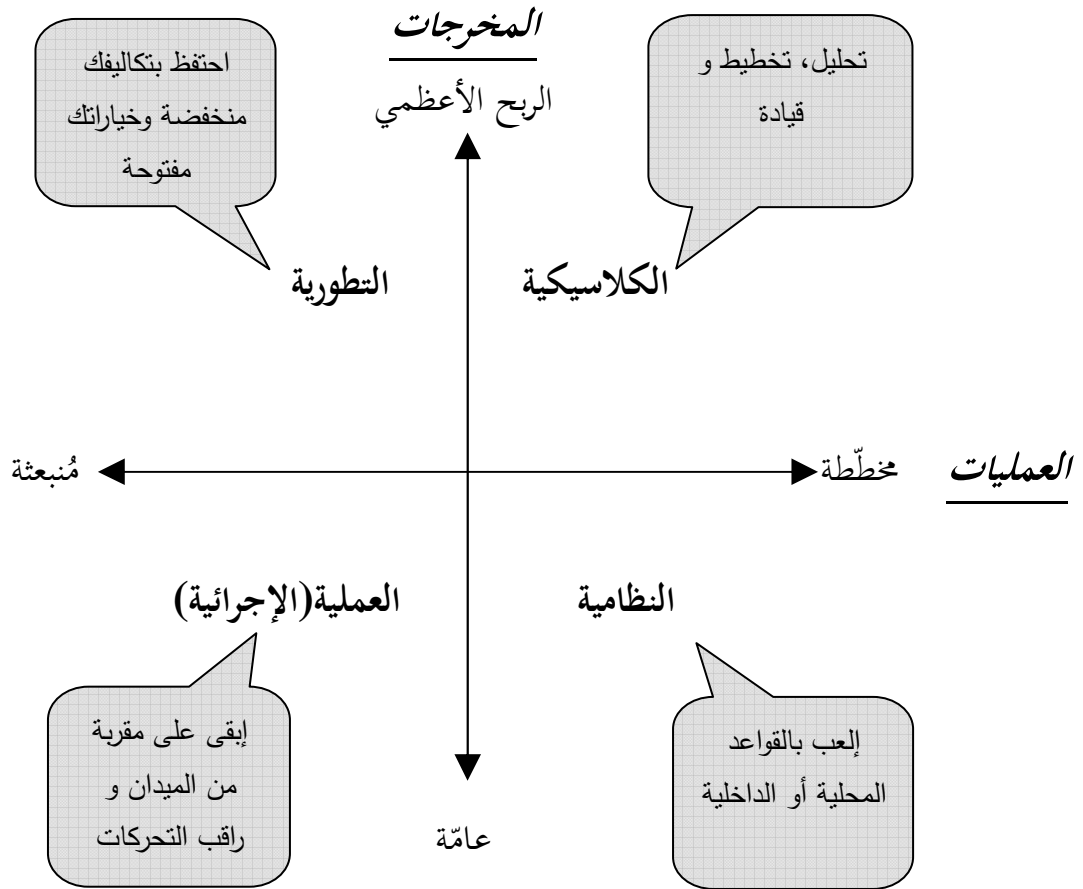 المخرجات
الربح الأعظمي
تحليل، تخطيط و
قيادة
احتفظ بتكاليفك
منخفضة وخياراتك
مفتوحة
الكلاسيكية
التطورية
العمليات
مخطّطة
مُنبعثة
النظامية
العملية(الإجرائية)
إلعب بالقواعد
المحلية أو الداخلية
إبقى على مقربة
من الميدان و
راقب التحركات
عامّة